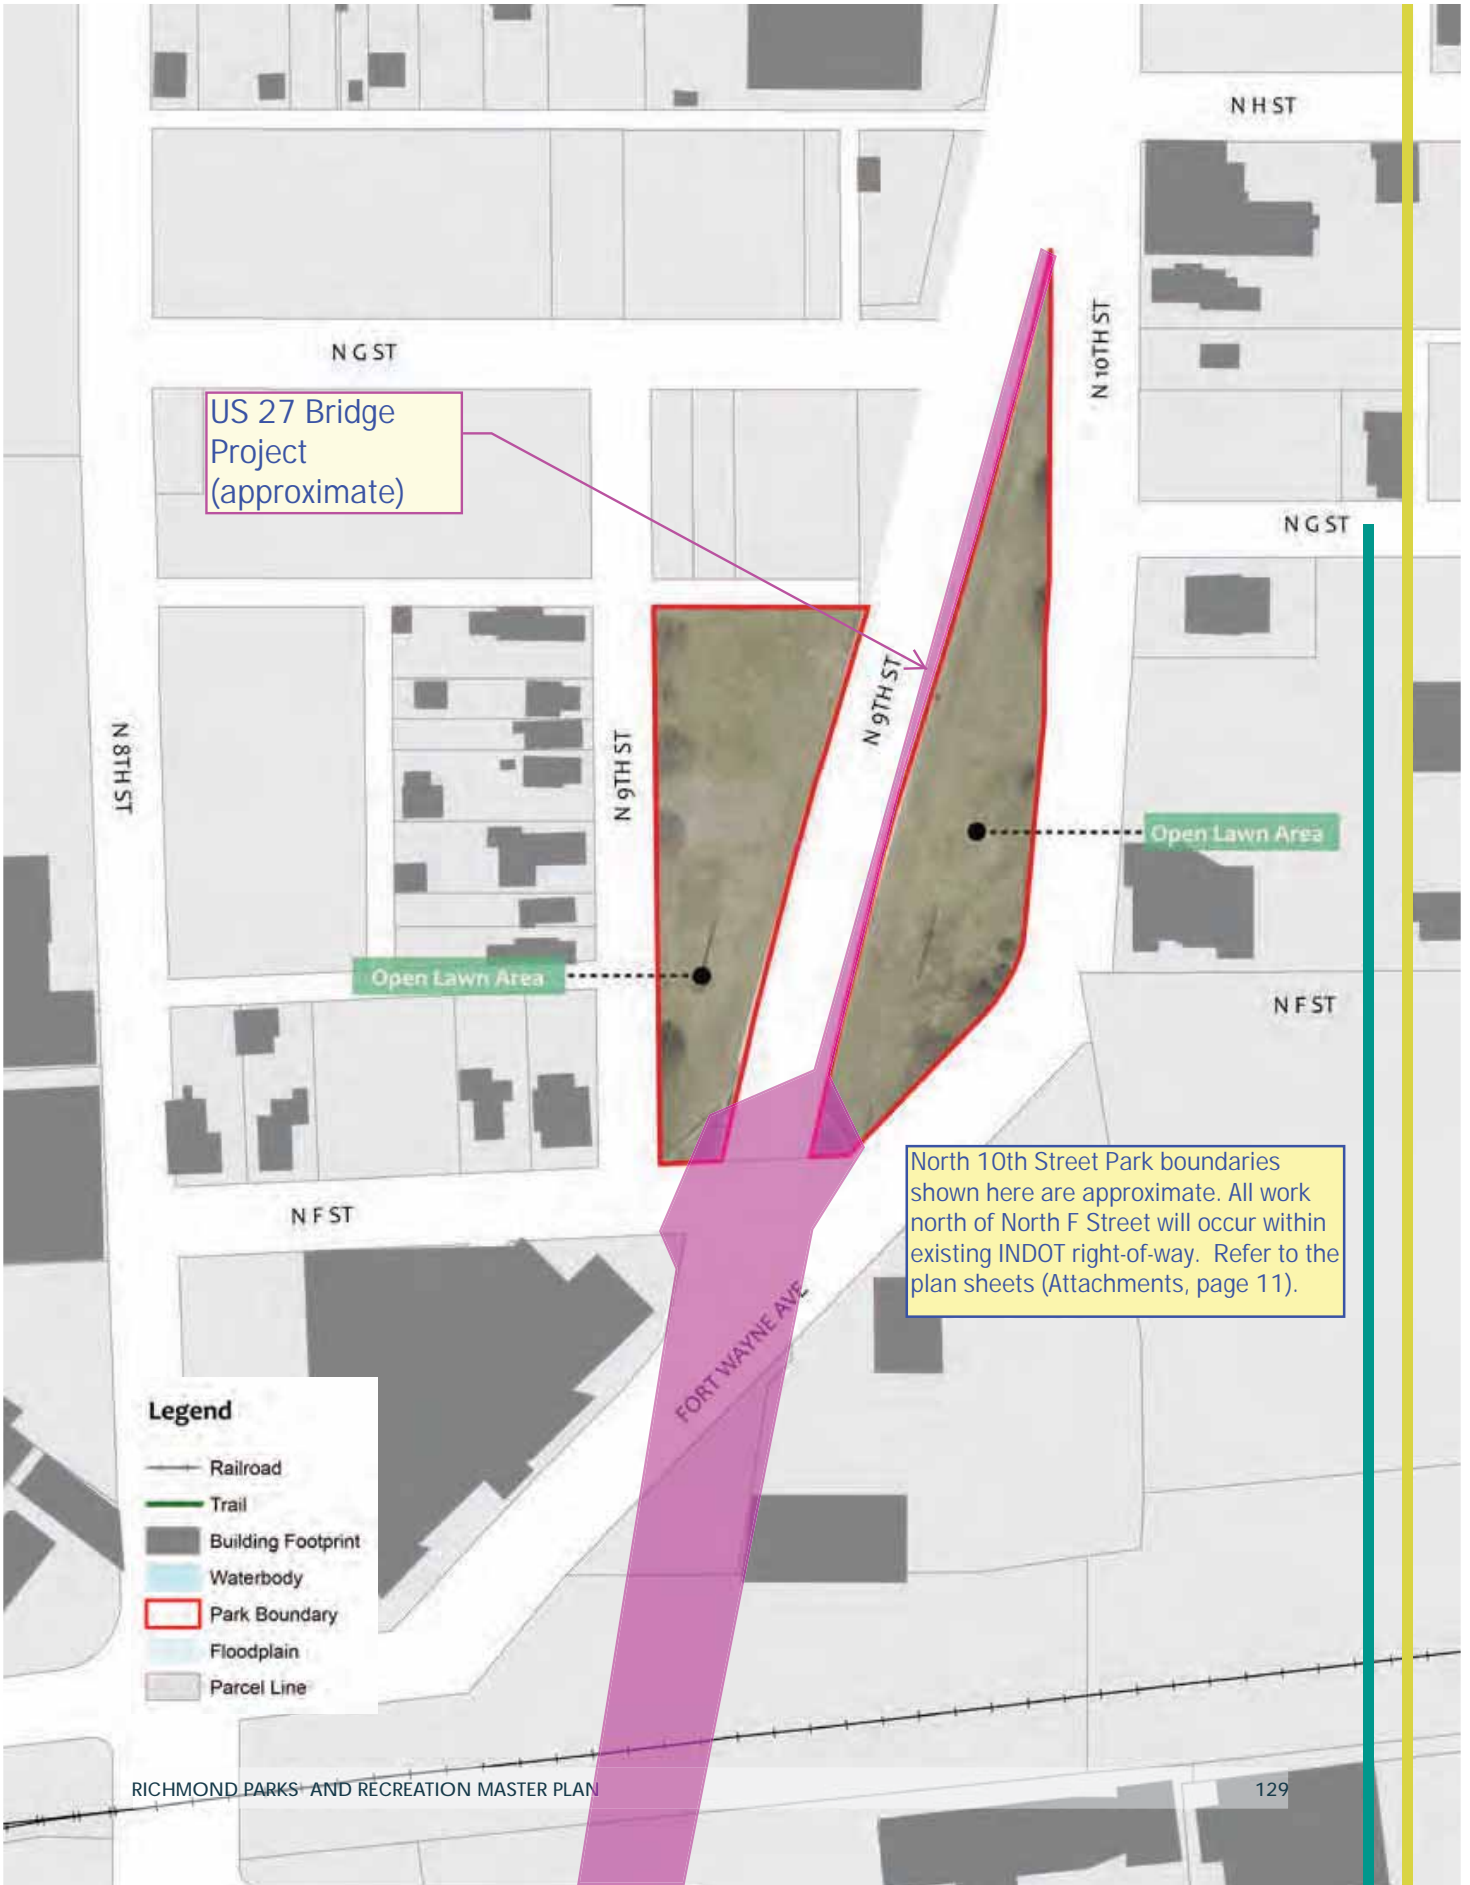 N H ST
N G ST
N 10TH ST
US 27 Bridge
Project
(approximate)
N G ST
N 9TH ST
N 8TH ST
N 9TH ST
Open Lawn Area
Open Lawn Area
N F ST
North 10th Street Park boundaries
shown here are approximate. All work
north of North F Street will occur within
existing INDOT right-of-way. Refer to the
plan sheets (Attachments, page 11).
N F ST
FORT WAYNE AVE
Legend
Railroad
Trail
Building Footprint
Waterbody
Park Boundary
Floodplain
Parcel Line
RICHMOND PARKS AND RECREATION MASTER PLAN
129